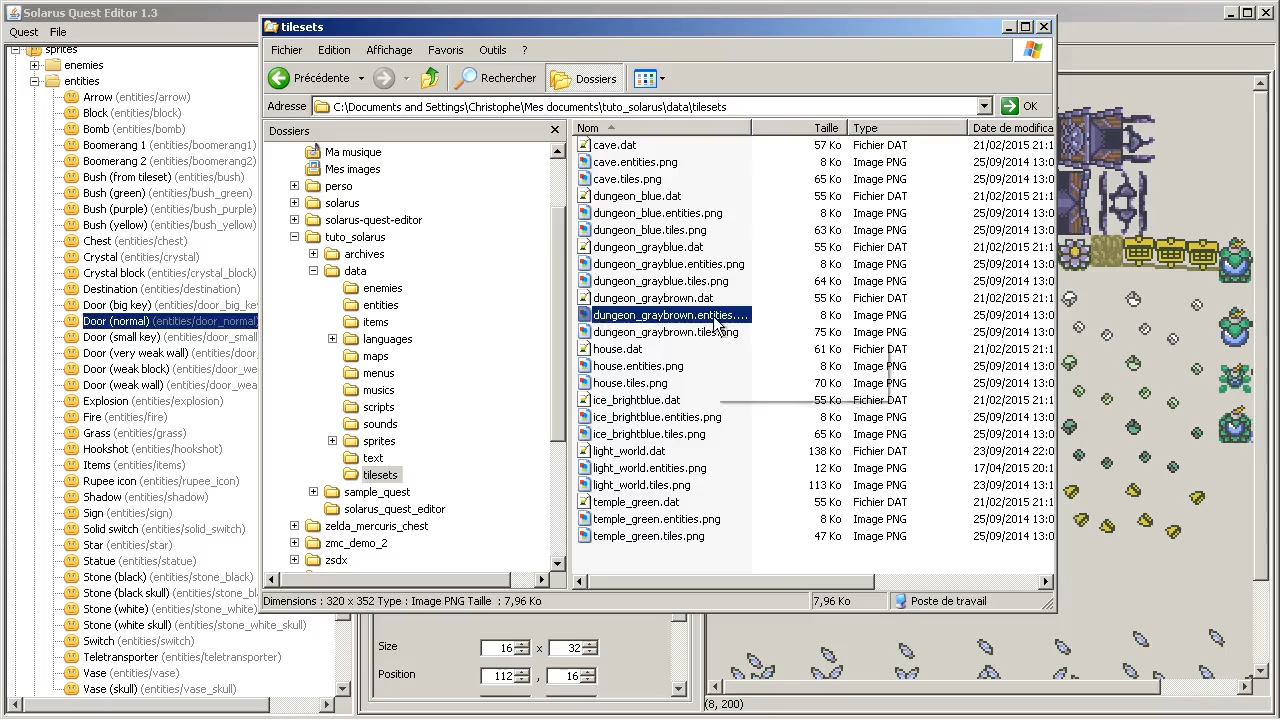 Solarus Quest Editor 1.3
Quest File
sprites
enemies
entities
Arrow (entities/arrow)
Block (entities/block)
Bomb (entities/bomb)
Boomerang 1 (entities/boomerang1)
Boomerang 2 (entities/boomerang2)
Bush (from tileset) (entities/bush)
Bush (green) (entities/bush_green)
Bush (purple) (entities/bush_purple)
Bush (yellow) (entities/bush_yellow)
Chest (entities/chest)
Crystal (entities/crystal)
Crystal block (entities/crystal_block)
Destination (entities/destination)
Door (big key) (entities/door_big_ke
Door (normal) (entities/door_normal)
Door (small key) (entities/door_small
Door (very weak wall) (entities/door
Door (weak block) (entities/door_we
Door (weak wall) (entities/door_wea
Explosion (entities/explosion)
Fire (entities/fire)
Grass (entities/grass)
Hookshot (entities/hookshot)
Items (entities/items)
Rupee icon (entities/rupee_icon)
Shadow (entities/shadow)
Sign (entities/sign)
Solid switch (entities/solid_switch)
Star (entities/star)
Statue (entities/statue)
Stone (black) (entities/stone_black)
Stone (black skull) (entities/stone_
Stone (white) (entities/stone_white)
Stone (white skull) (entities/stone_white_skull)
Switch (entities/switch)
Teletransporter (entities/teletransporter)
Vase (entities/vase)
Vase (skull) (entities/vase_skull)
tilesets
Fichier Edition Affichage Favoris Outils ?
Précédente Rechercher Dossiers
Adresse C:\Documents and Settings\Christophe\Mes documents\tuto_solarus\data\tilesets OK
Dossiers
Ma musique
Mes images
perso
solarus
solarus-quest-editor
tuto_solarus
archives
data
enemies
entities
items
languages
maps
menus
musics
scripts
sounds
sprites
text
tilesets
sample_quest
solarus_quest_editor
zelda_mercuris_chest
zmc_demo_2
zsdx
Nom Taille Type Date de modifica
cave.dat 57 Ko Fichier DAT 21/02/2015 21:1
cave.entities.png 8 Ko Image PNG 25/09/2014 13:0
cave.tiles.png 65 Ko Image PNG 25/09/2014 13:0
dungeon_blue.dat 55 Ko Fichier DAT 21/02/2015 21:1
dungeon_blue.entities.png 8 Ko Image PNG 25/09/2014 13:0
dungeon_blue.tiles.png 63 Ko Image PNG 25/09/2014 13:0
dungeon_grayblue.dat 55 Ko Fichier DAT 21/02/2015 21:1
dungeon_grayblue.entities.png 8 Ko Image PNG 25/09/2014 13:0
dungeon_grayblue.tiles.png 64 Ko Image PNG 25/09/2014 13:0
dungeon_graybrown.dat 55 Ko Fichier DAT 21/02/2015 21:1
dungeon_graybrown.entities.... 8 Ko Image PNG 25/09/2014 13:0
dungeon_graybrown.tiles.png 75 Ko Image PNG 25/09/2014 13:0
house.dat 61 Ko Fichier DAT 21/02/2015 21:1
house.entities.png 8 Ko Image PNG 25/09/2014 13:0
house.tiles.png 70 Ko Image PNG 25/09/2014 13:0
ice_brightblue.dat 55 Ko Fichier DAT 21/02/2015 21:1
ice_brightblue.entities.png 8 Ko Image PNG 25/09/2014 13:0
ice_brightblue.tiles.png 65 Ko Image PNG 25/09/2014 13:0
light_world.dat 138 Ko Fichier DAT 23/09/2014 22:0
light_world.entities.png 12 Ko Image PNG 17/04/2015 20:1
light_world.tiles.png 113 Ko Image PNG 23/09/2014 13:1
temple_green.dat 55 Ko Fichier DAT 21/02/2015 21:1
temple_green.entities.png 8 Ko Image PNG 25/09/2014 13:0
temple_green.tiles.png 47 Ko Image PNG 25/09/2014 13:0
Dimensions : 320 x 352 Type : Image PNG Taille : 7,96 Ko 7,96 Ko Poste de travail
Size 16 x 32
Position 112 , 16
(8, 200)